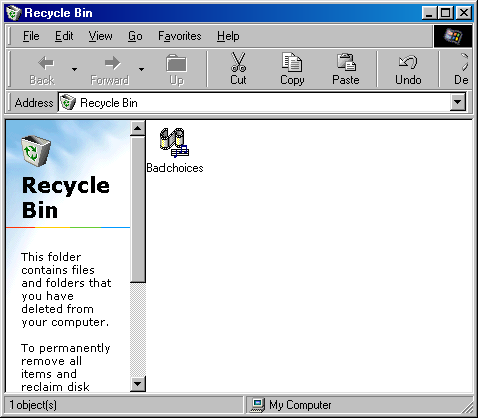 Recycle Bin
File Edit View Go Favorites Help
Back Forward Up Cut Copy Paste Undo De
Address Recycle Bin
Recycle
Bin
This folder
contains files
and folders that
you have
deleted from
your computer.
To permanently
remove all
items and
reclaim disk
Badchoices
1 object(s) My Computer